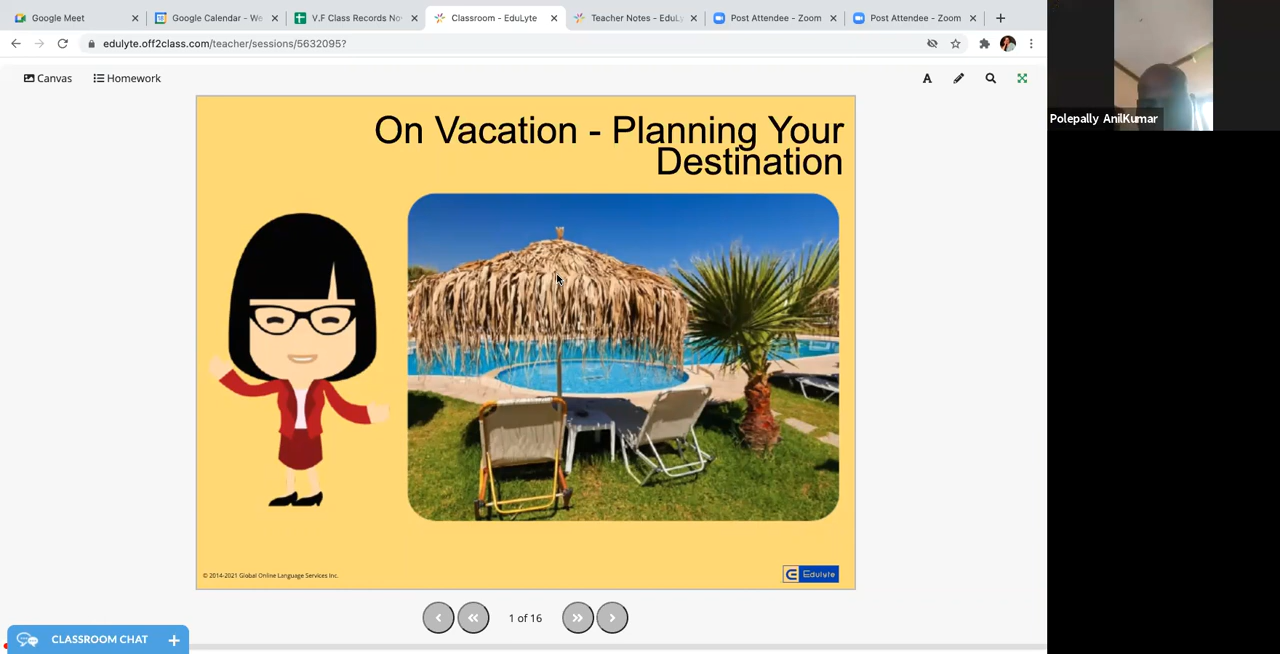 Google Meet
Google Calendar - We
V.F Class Records No
Classroom - EduLyte
Teacher Notes - EduL
Post Attendee - Zoom
Post Attendee - Zoom
edulyte.off2class.com/teacher/sessions/5632095?
Canvas
Homework
A
Polepally AnilKumar
On Vacation - Planning Your
Destination
© 2014-2021 Global Online Language Services Inc.
Edulyte
1 of 16
CLASSROOM CHAT